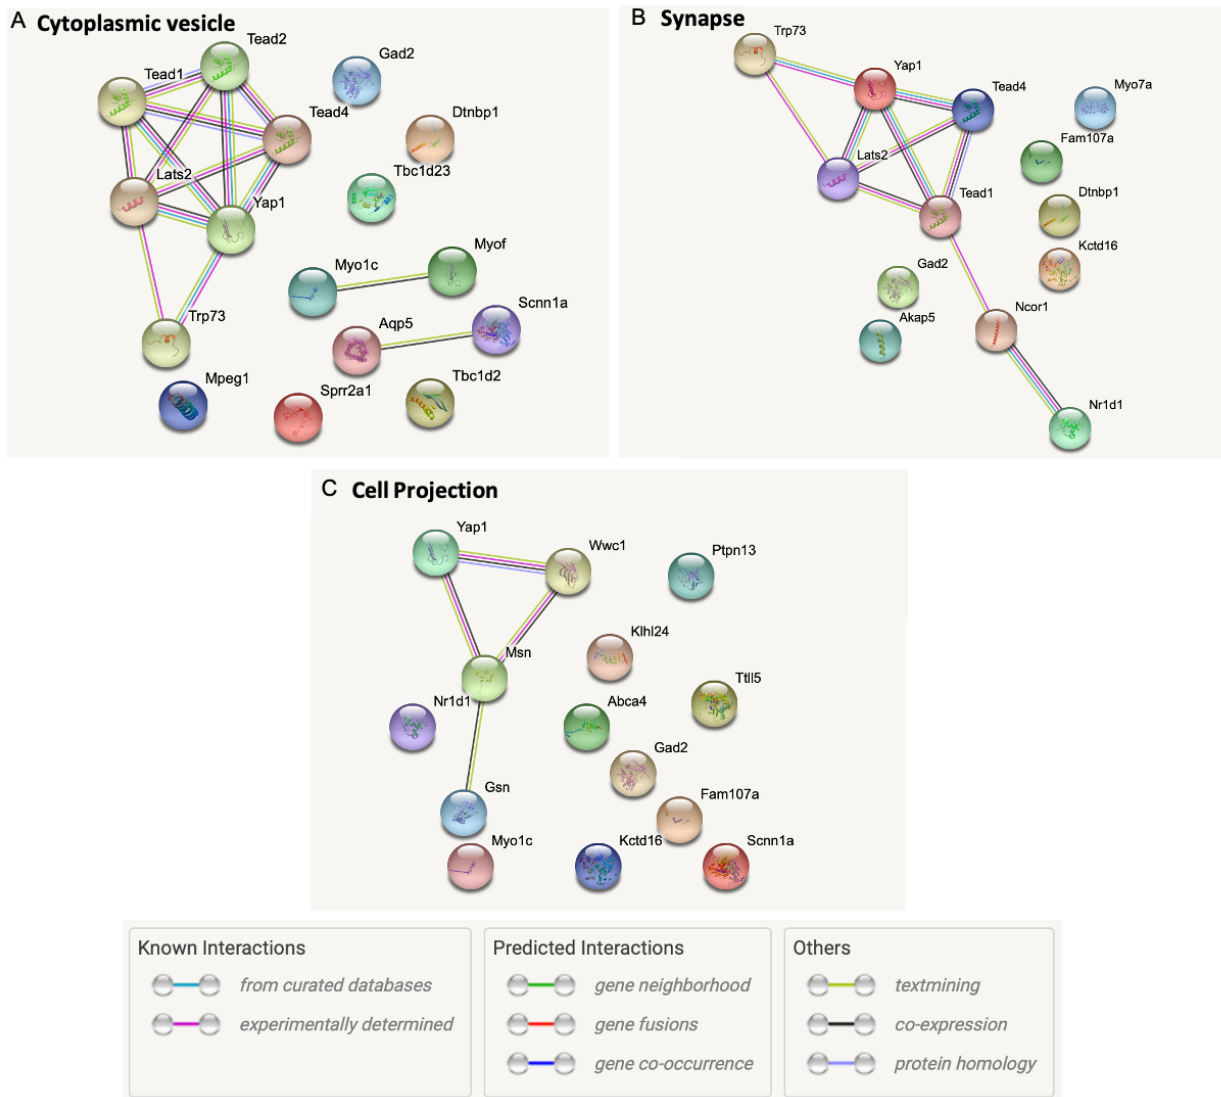 A Cytoplasmic vesicle
Tead2
Tead1
Gad2
Tead4
Dtnbp1
Lats2
Tbc1d23
Yap1
Myo1c
Myof
Trp73
Aqp5
Scnn1a
Mpeg1
Sprr2a1
Tbc1d2
B Synapse
Trp73
Yap1
Tead4
Myo7a
Lats2
Fam107a
Tead1
Dtnbp1
Gad2
Kctd16
Akap5
Ncor1
Nr1d1
C Cell Projection
Yap1
Wwc1
Ptpn13
Msn
Klhl24
Nr1d1
Abca4
Ttll5
Gad2
Gsn
Fam107a
Myo1c
Kctd16
Scnn1a
Known Interactions
from curated databases
experimentally determined
Predicted Interactions
gene neighborhood
gene fusions
gene co-occurrence
Others
textmining
co-expression
protein homology